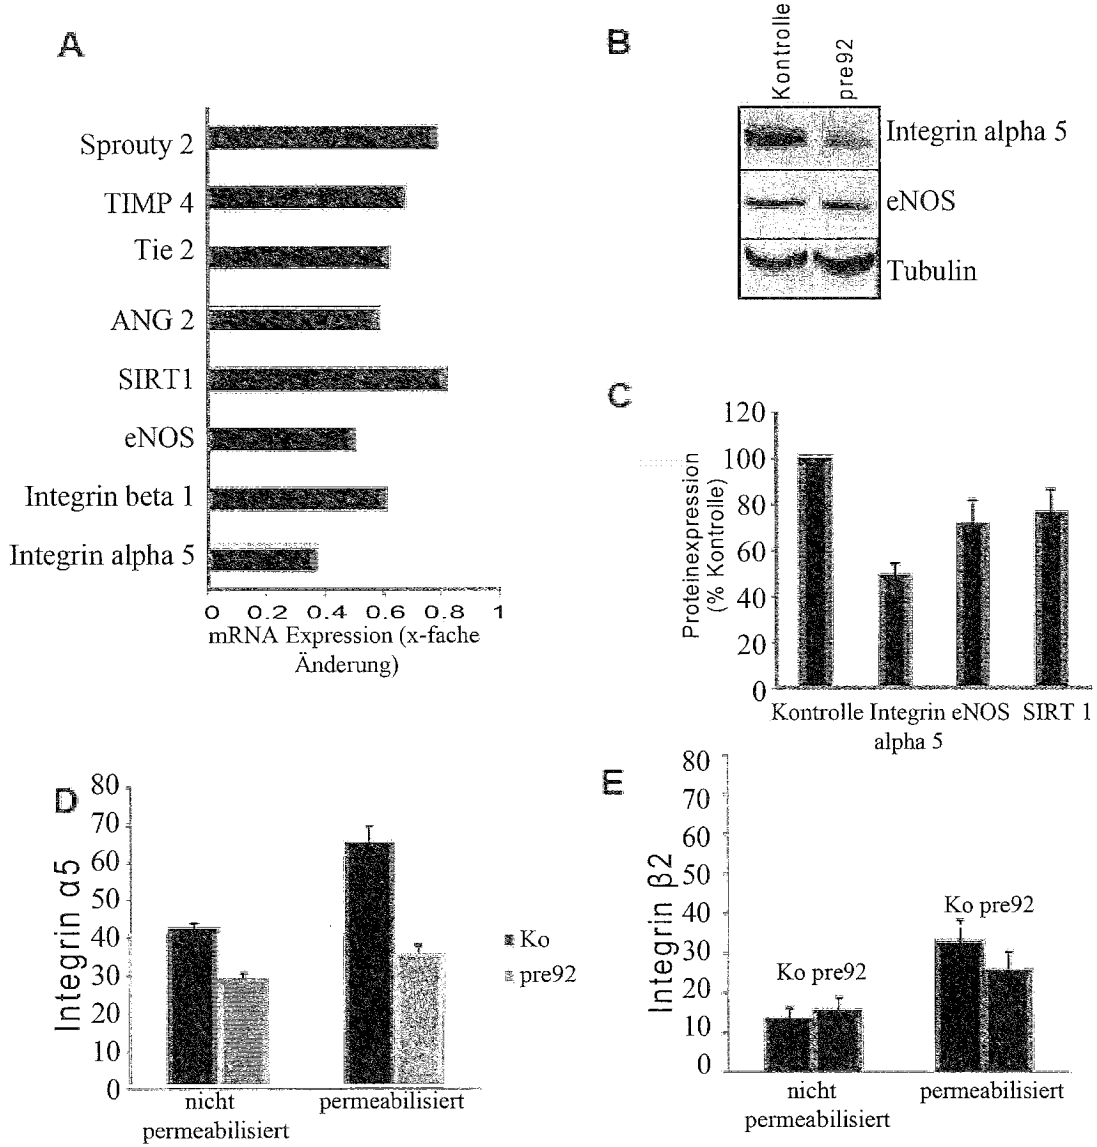 A
Sprouty 2
TIMP 4
Tie 2
ANG 2
SIRT1
eNOS
Integrin beta 1
Integrin alpha 5
0 0.2 0.4 0.6 0.8 1
mRNA Expression (x-fache
Änderung)
B
Kontrolle
pre92
Integrin alpha 5
eNOS
Tubulin
C
Proteinexpression
(% Kontrolle)
120
100
80
60
40
20
0
Kontrolle Integrin eNOS SIRT 1
alpha 5
D
Integrin α5
80
70
60
50
40
30
20
10
0
nicht permeabilisiert
permeabilisiert
Ko
pre92
E
Integrin β2
80
70
60
50
40
30
20
10
0
Ko pre92
Ko pre92
nicht permeabilisiert
permeabilisiert